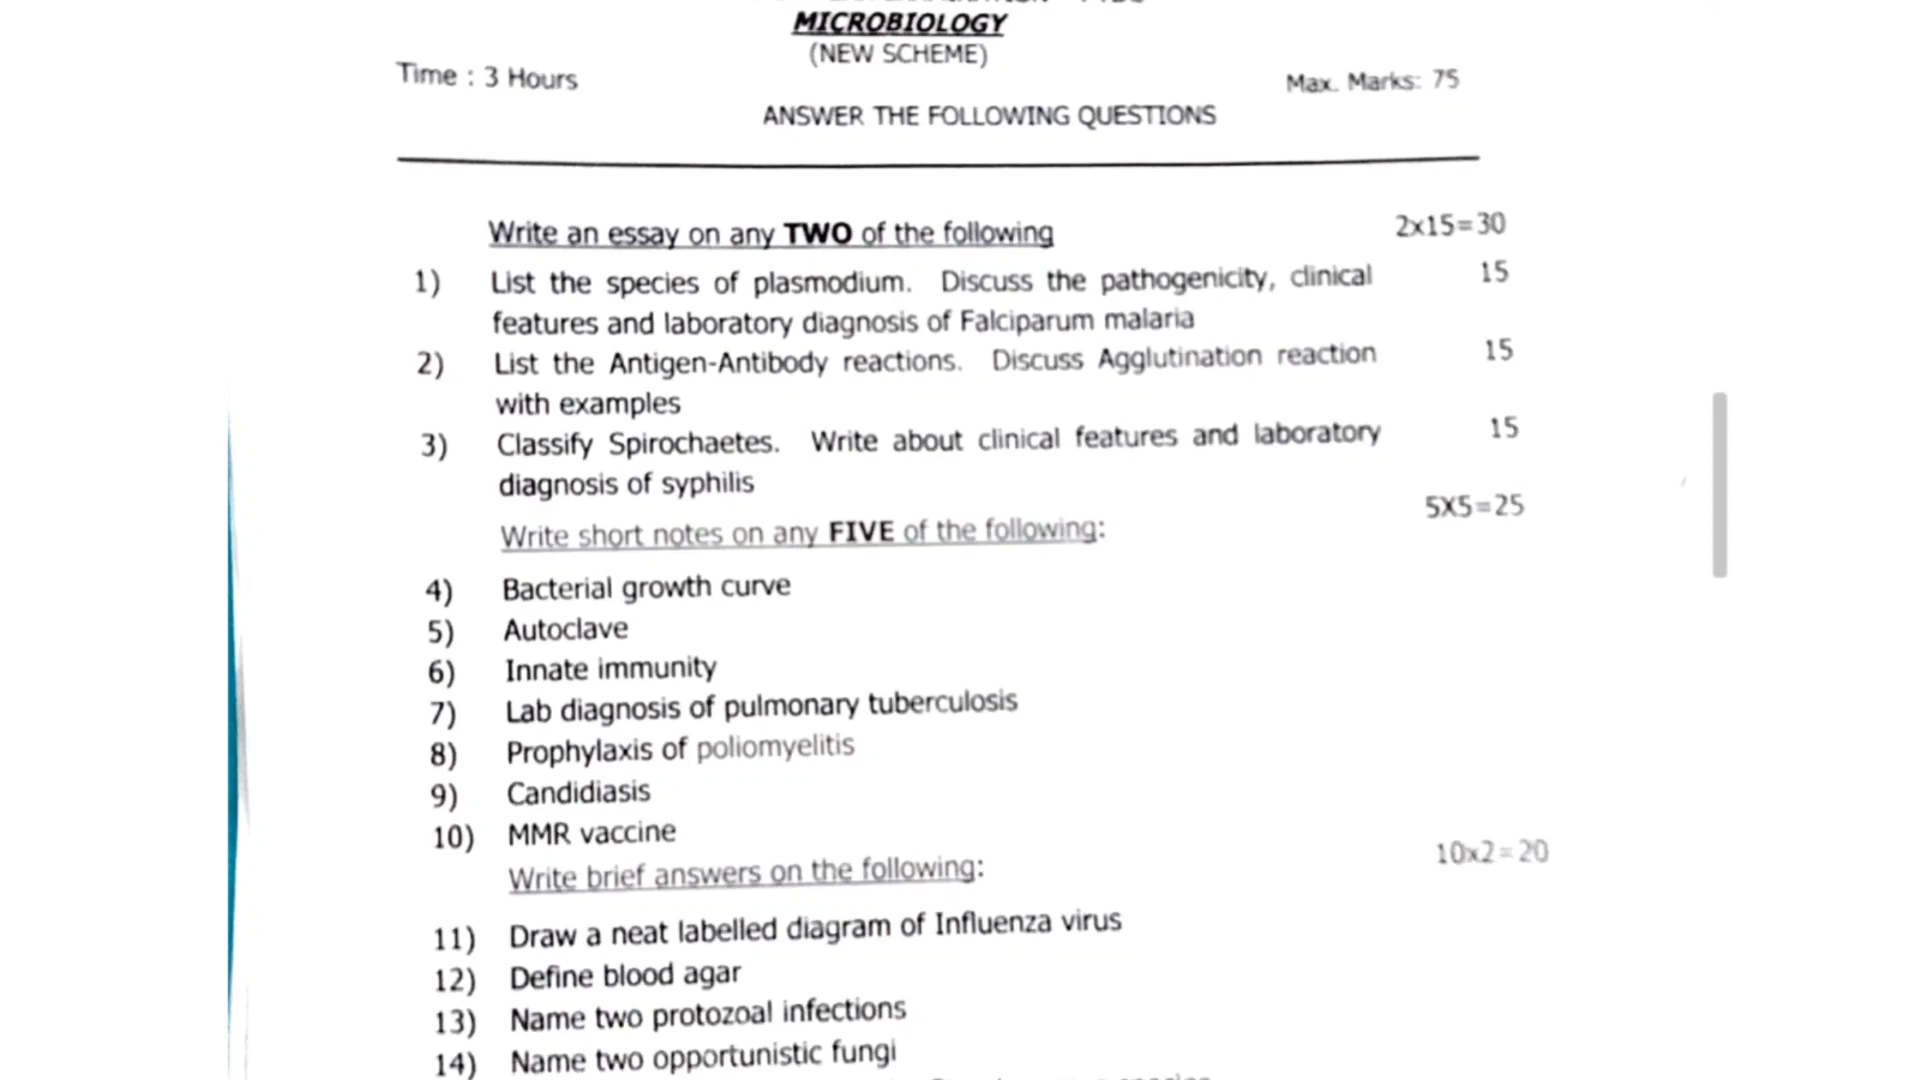 MICROBIOLOGY
(NEW SCHEME)
Time : 3 Hours
Max. Marks: 75
ANSWER THE FOLLOWING QUESTIONS
Write an essay on any TWO of the following 2x15=30
1) List the species of plasmodium. Discuss the pathogenicity, clinical 15
features and laboratory diagnosis of Falciparum malaria
2) List the Antigen-Antibody reactions. Discuss Agglutination reaction 15
with examples
3) Classify Spirochaetes. Write about clinical features and laboratory 15
diagnosis of syphilis
Write short notes on any FIVE of the following: 5X5=25
4) Bacterial growth curve
5) Autoclave
6) Innate immunity
7) Lab diagnosis of pulmonary tuberculosis
8) Prophylaxis of poliomyelitis
9) Candidiasis
10) MMR vaccine
Write brief answers on the following: 10x2=20
11) Draw a neat labelled diagram of Influenza virus
12) Define blood agar
13) Name two protozoal infections
14) Name two opportunistic fungi